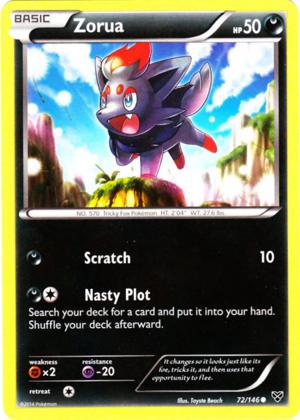 BASIC Zorua HP50
NO. 570 Tricky Fox Pokémon HT: 2'04" WT: 27.6 lbs.
Scratch 10
Nasty Plot
Search your deck for a card and put it into your hand.
Shuffle your deck afterward.
weakness resistance It changes so it looks just like its
×2 -20 foe, tricks it, and then uses that
opportunity to flee.
retreat
Illus. Toyste Beach 72/146
©2014 Pokémon